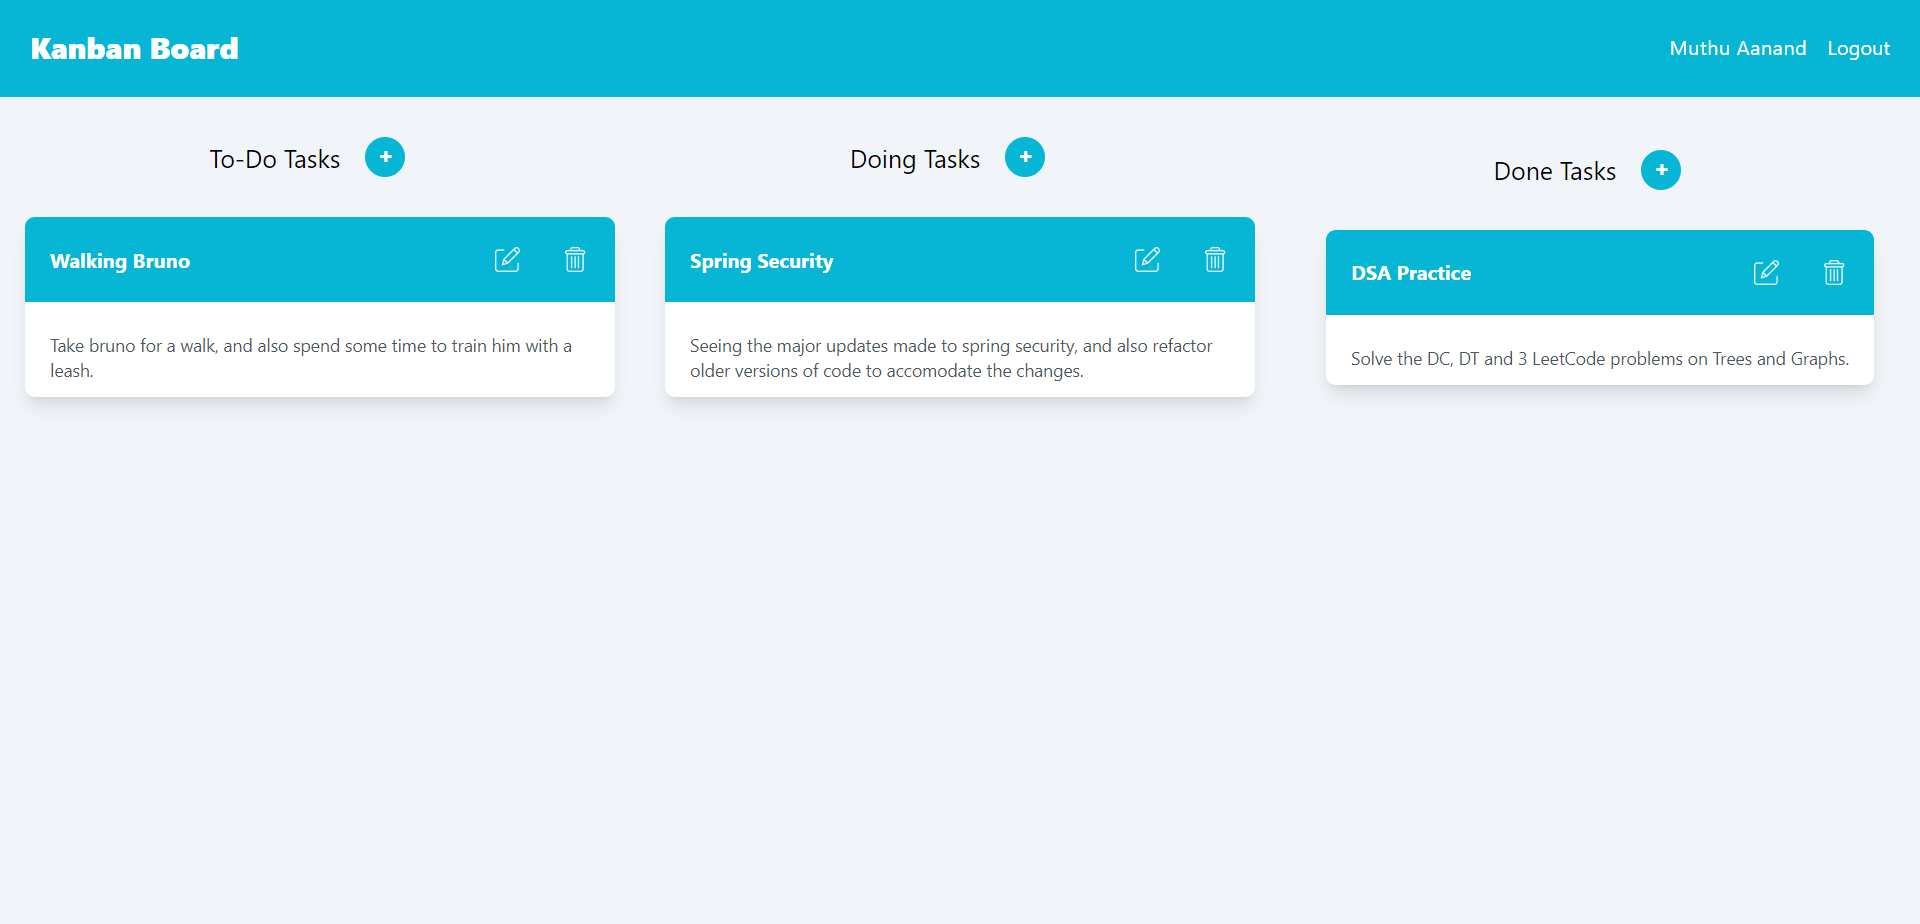 Kanban Board
Muthu Aanand Logout
To-Do Tasks +
Walking Bruno
Take bruno for a walk, and also spend some time to train him with a
leash.
Doing Tasks +
Spring Security
Seeing the major updates made to spring security, and also refactor
older versions of code to accomodate the changes.
Done Tasks +
DSA Practice
Solve the DC, DT and 3 LeetCode problems on Trees and Graphs.